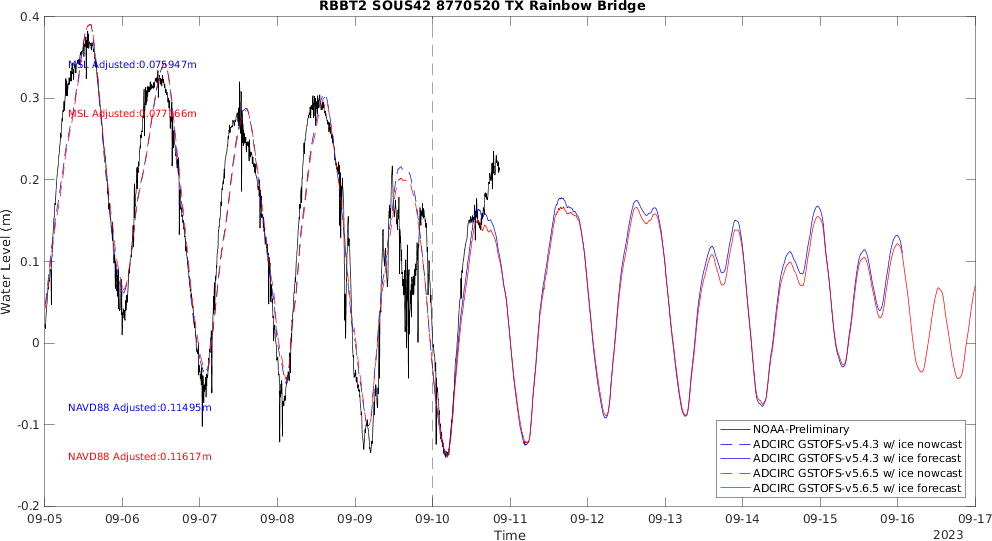 RBBT2 SOUS42 8770520 TX Rainbow Bridge
0.4
0.3
0.2
0.1
0
-0.1
-0.2
Water Level (m)
MSL Adjusted:0.075947m
MSL Adjusted:0.077166m
NAVD88 Adjusted:0.11495m
NAVD88 Adjusted:0.11617m
NOAA-Preliminary
ADCIRC GSTOFS-v5.4.3 w/ ice nowcast
ADCIRC GSTOFS-v5.4.3 w/ ice forecast
ADCIRC GSTOFS-v5.6.5 w/ ice nowcast
ADCIRC GSTOFS-v5.6.5 w/ ice forecast
09-05 09-06 09-07 09-08 09-09 09-10 09-11 09-12 09-13 09-14 09-15 09-16 09-17
Time
2023